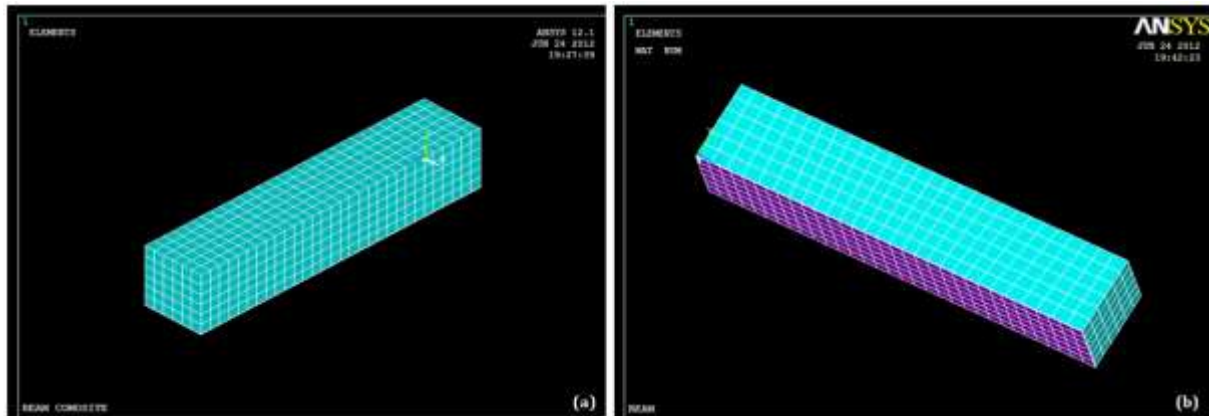 1
ELEMENTS
ANSYS 12.1
JUN 24 2012
19:27:39
BEAM COMOSITE
(a)
1
ELEMENTS
MAT NUM
ANSYS
JUN 24 2012
19:42:23
BEAM
(b)